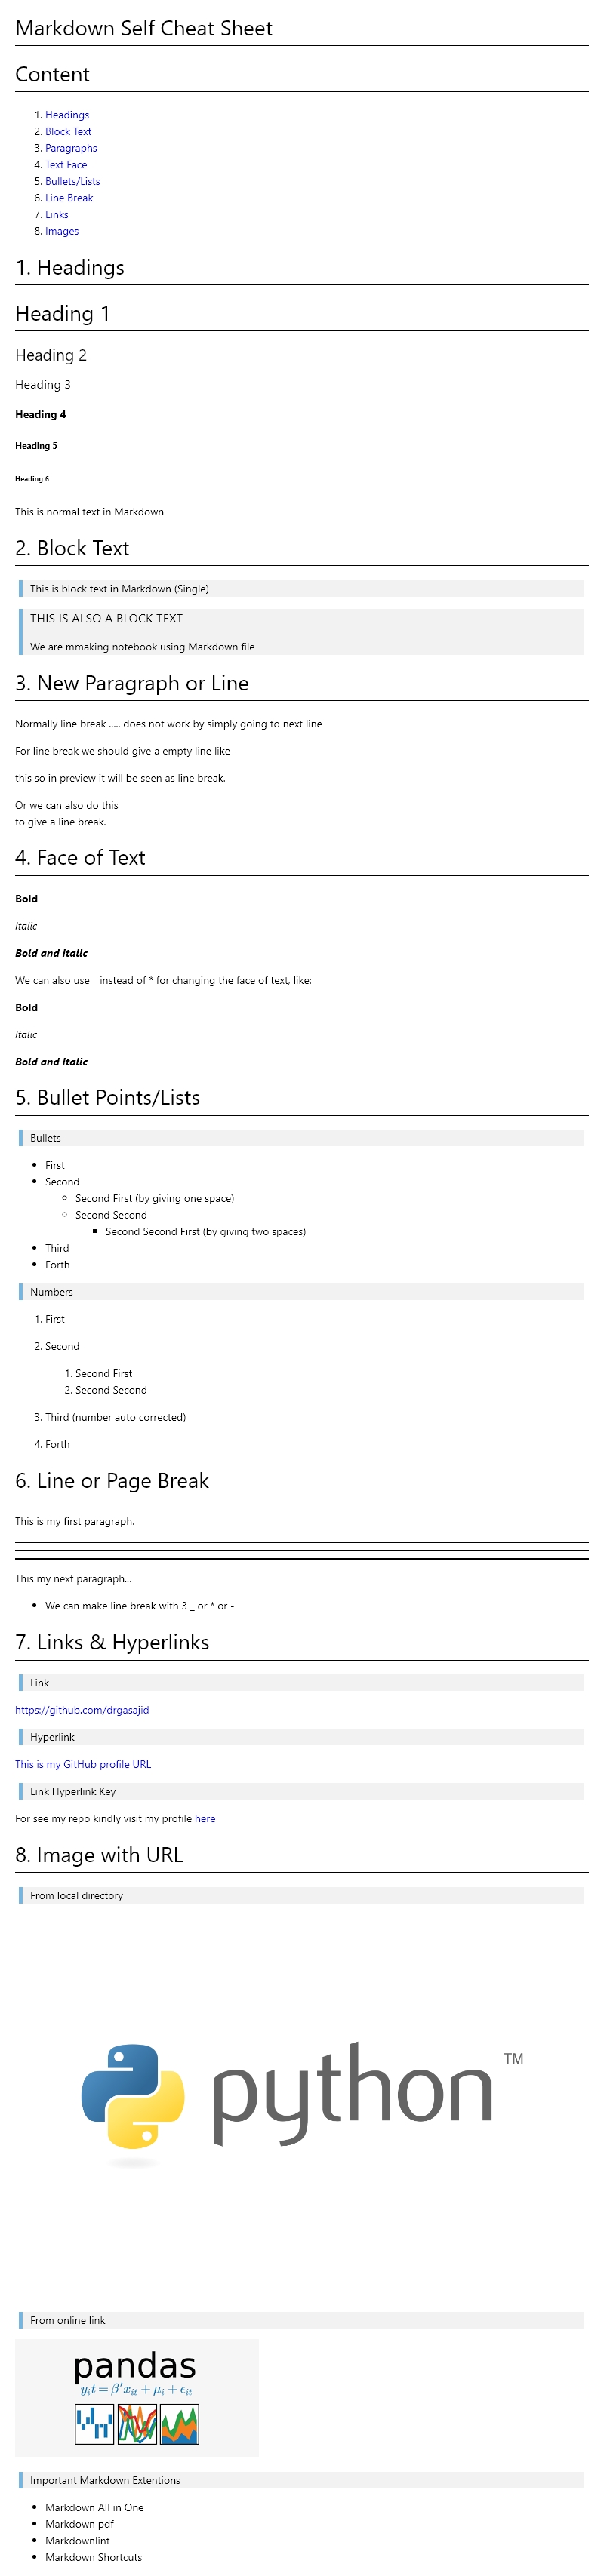 Markdown Self Cheat Sheet
Content
1. Headings
2. Block Text
3. Paragraphs
4. Text Face
5. Bullets/Lists
6. Line Break
7. Links
8. Images
1. Headings
Heading 1
Heading 2
Heading 3
Heading 4
Heading 5
Heading 6
This is normal text in Markdown
2. Block Text
This is block text in Markdown (Single)
THIS IS ALSO A BLOCK TEXT
We are mmaking notebook using Markdown file
3. New Paragraph or Line
Normally line break ..... does not work by simply going to next line
For line break we should give a empty line like
this so in preview it will be seen as line break.
Or we can also do this
to give a line break.
4. Face of Text
Bold
Italic
Bold and Italic
We can also use _ instead of * for changing the face of text, like:
Bold
Italic
Bold and Italic
5. Bullet Points/Lists
Bullets
• First
• Second
◦ Second First (by giving one space)
◦ Second Second
▪ Second Second First (by giving two spaces)
• Third
• Forth
Numbers
1. First
2. Second
1. Second First
2. Second Second
3. Third (number auto corrected)
4. Forth
6. Line or Page Break
This is my first paragraph.
This my next paragraph...
• We can make line break with 3 _ or * or -
7. Links & Hyperlinks
Link
https://github.com/drgasajid
Hyperlink
This is my GitHub profile URL
Link Hyperlink Key
For see my repo kindly visit my profile here
8. Image with URL
From local directory
python TM
From online link
pandas
y_it = β′x_it + μ_i + ϵ_it
Important Markdown Extentions
• Markdown All in One
• Markdown pdf
• Markdownlint
• Markdown Shortcuts